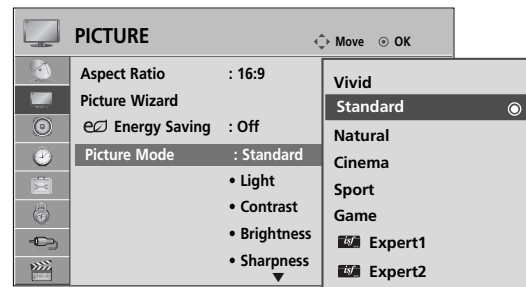 PICTURE
Move ⊙ OK
Aspect Ratio : 16:9
Picture Wizard
Energy Saving : Off
Picture Mode : Standard
• Light
• Contrast
• Brightness
• Sharpness
Vivid
Standard
Natural
Cinema
Sport
Game
isf Expert1
isf Expert2